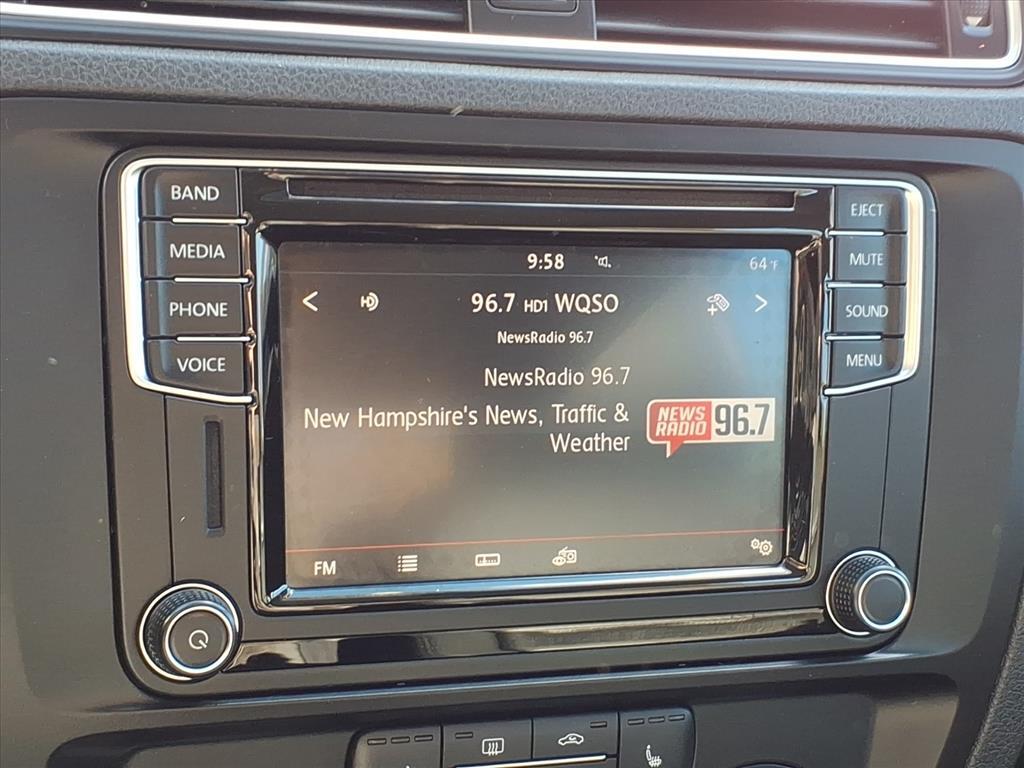 BAND
MEDIA
PHONE
VOICE
EJECT
MUTE
SOUND
MENU
9:58
64°F
< HD 96.7 HD1 WQSO >
NewsRadio 96.7
NewsRadio 96.7
New Hampshire's News, Traffic &
Weather
NEWS
RADIO 96.7
FM